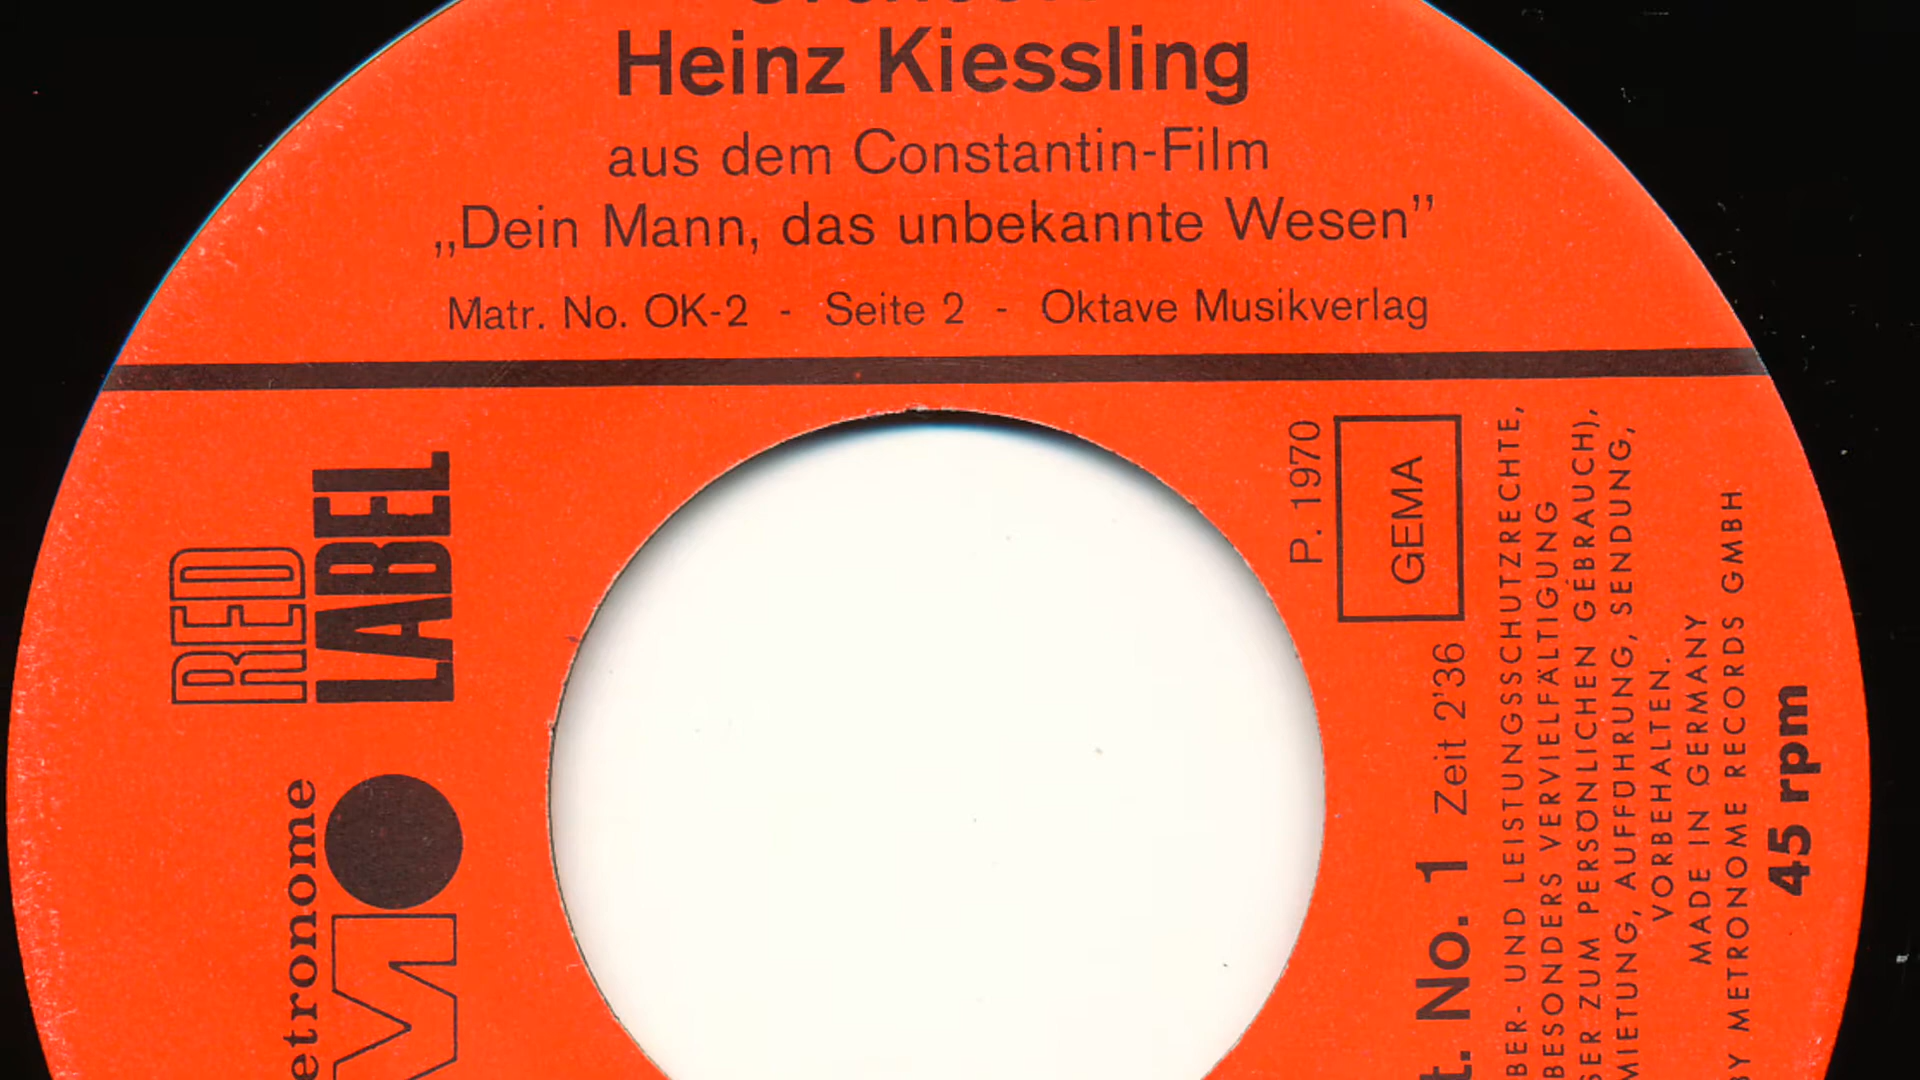 Heinz Kiessling
aus dem Constantin-Film
„Dein Mann, das unbekannte Wesen”
Matr. No. OK-2 - Seite 2 - Oktave Musikverlag
RED
LABEL
etronome
P. 1970
GEMA
No. 1 Zeit 2'36
UND LEISTUNGSSCHUTZRECHTE,
BESONDERS VERVIELFÄLTIGUNG
ZUM PERSÖNLICHEN GEBRAUCH),
MIETUNG, AUFFÜHRUNG, SENDUNG,
VORBEHALTEN.
MADE IN GERMANY
BY METRONOME RECORDS GMBH
45 rpm